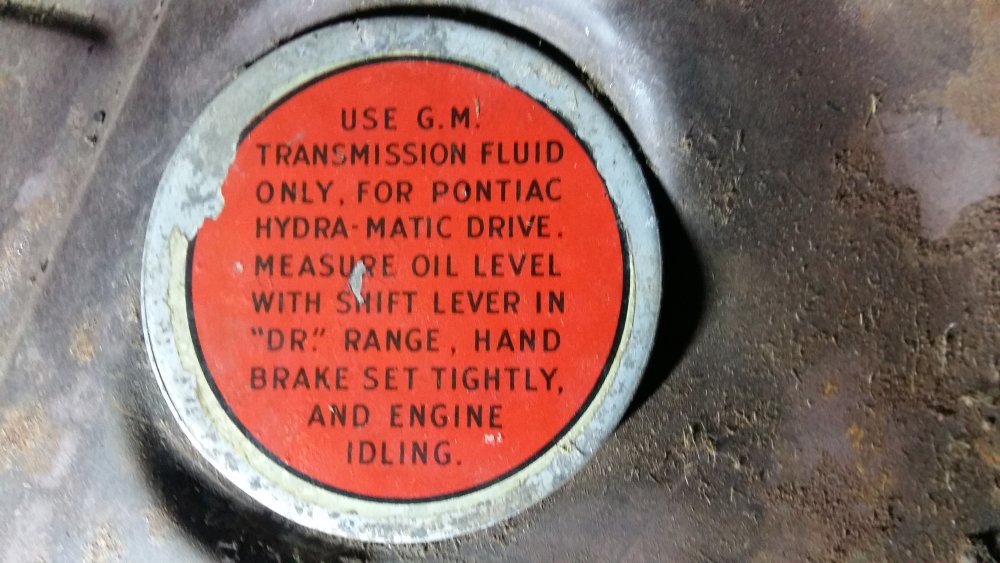 USE G.M.
TRANSMISSION FLUID
ONLY, FOR PONTIAC
HYDRA-MATIC DRIVE.
MEASURE OIL LEVEL
WITH SHIFT LEVER IN
"DR." RANGE, HAND
BRAKE SET TIGHTLY,
AND ENGINE
IDLING.